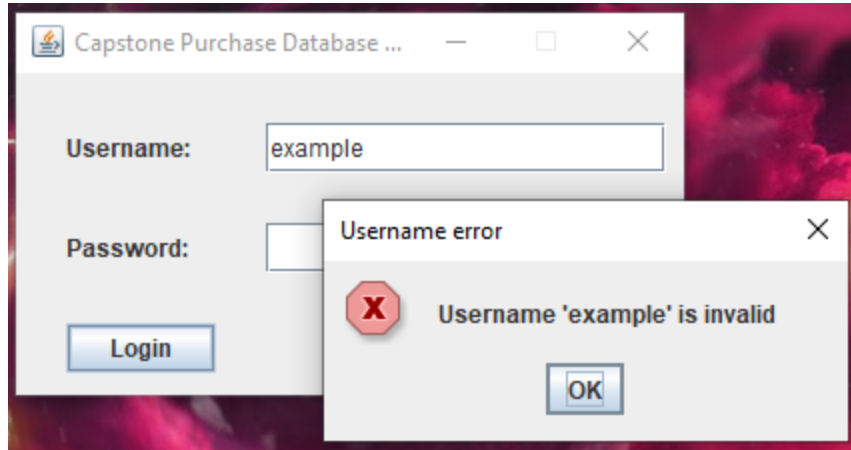 Capstone Purchase Database ...
Username:
example
Password:
Login
Username error
Username 'example' is invalid
OK